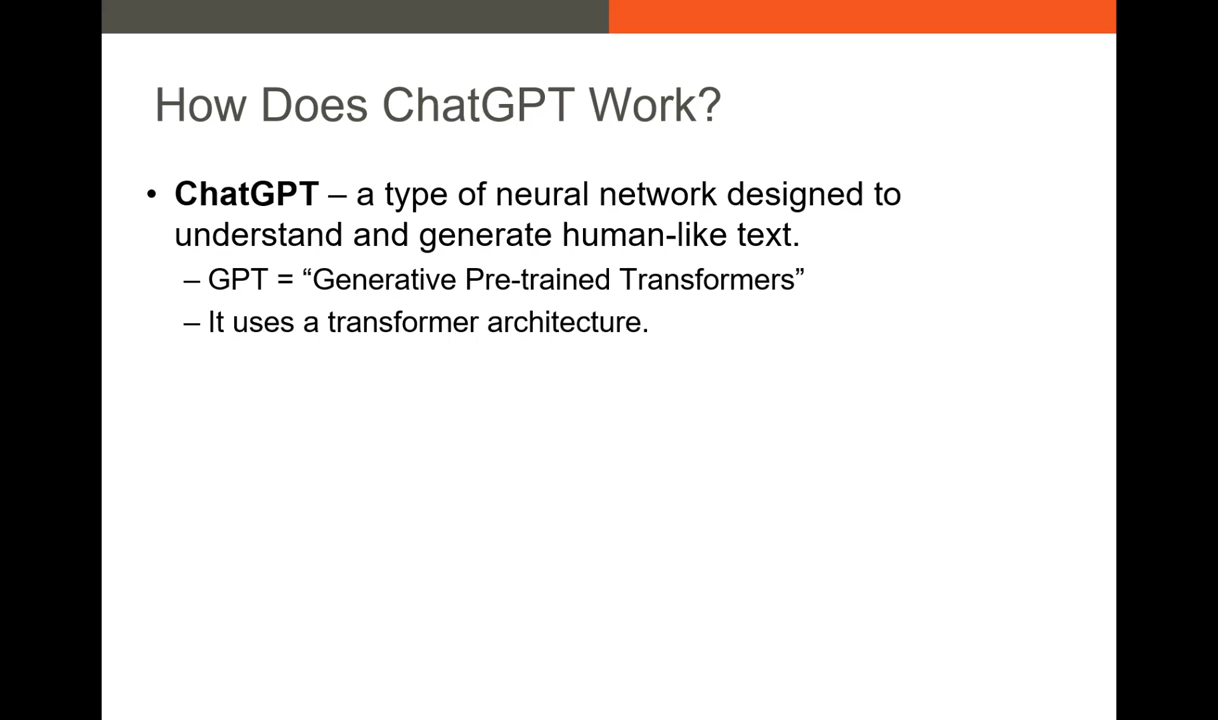 How Does ChatGPT Work?
• ChatGPT – a type of neural network designed to
understand and generate human-like text.
– GPT = “Generative Pre-trained Transformers”
– It uses a transformer architecture.